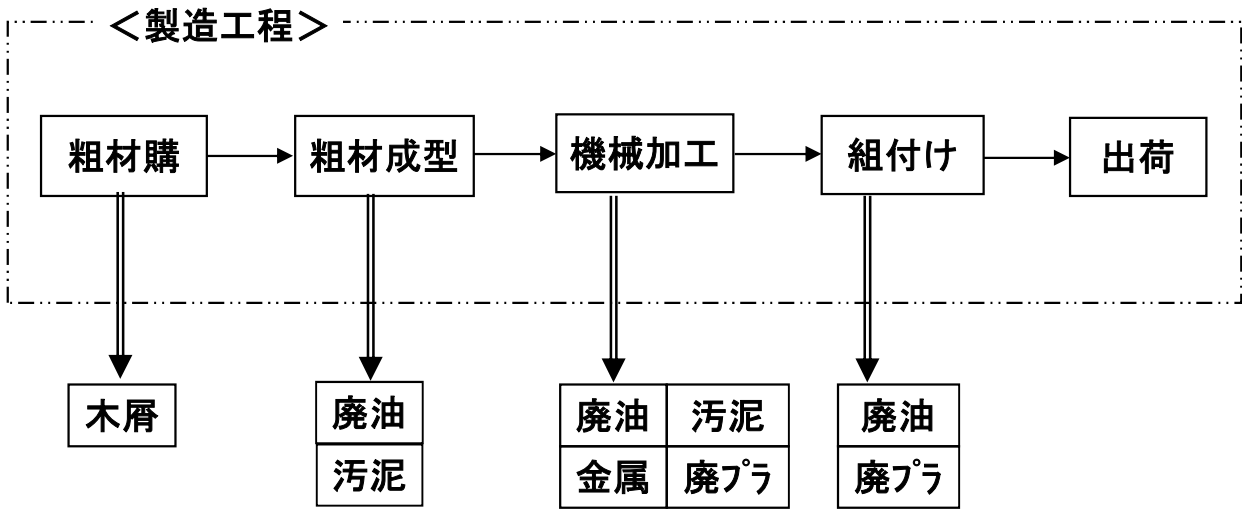 ＜製造工程＞
粗材購
粗材成型
機械加工
組付け
出荷
木屑
廃油
汚泥
廃油
汚泥
金属
廃ﾌﾟﾗ
廃油
廃ﾌﾟﾗ